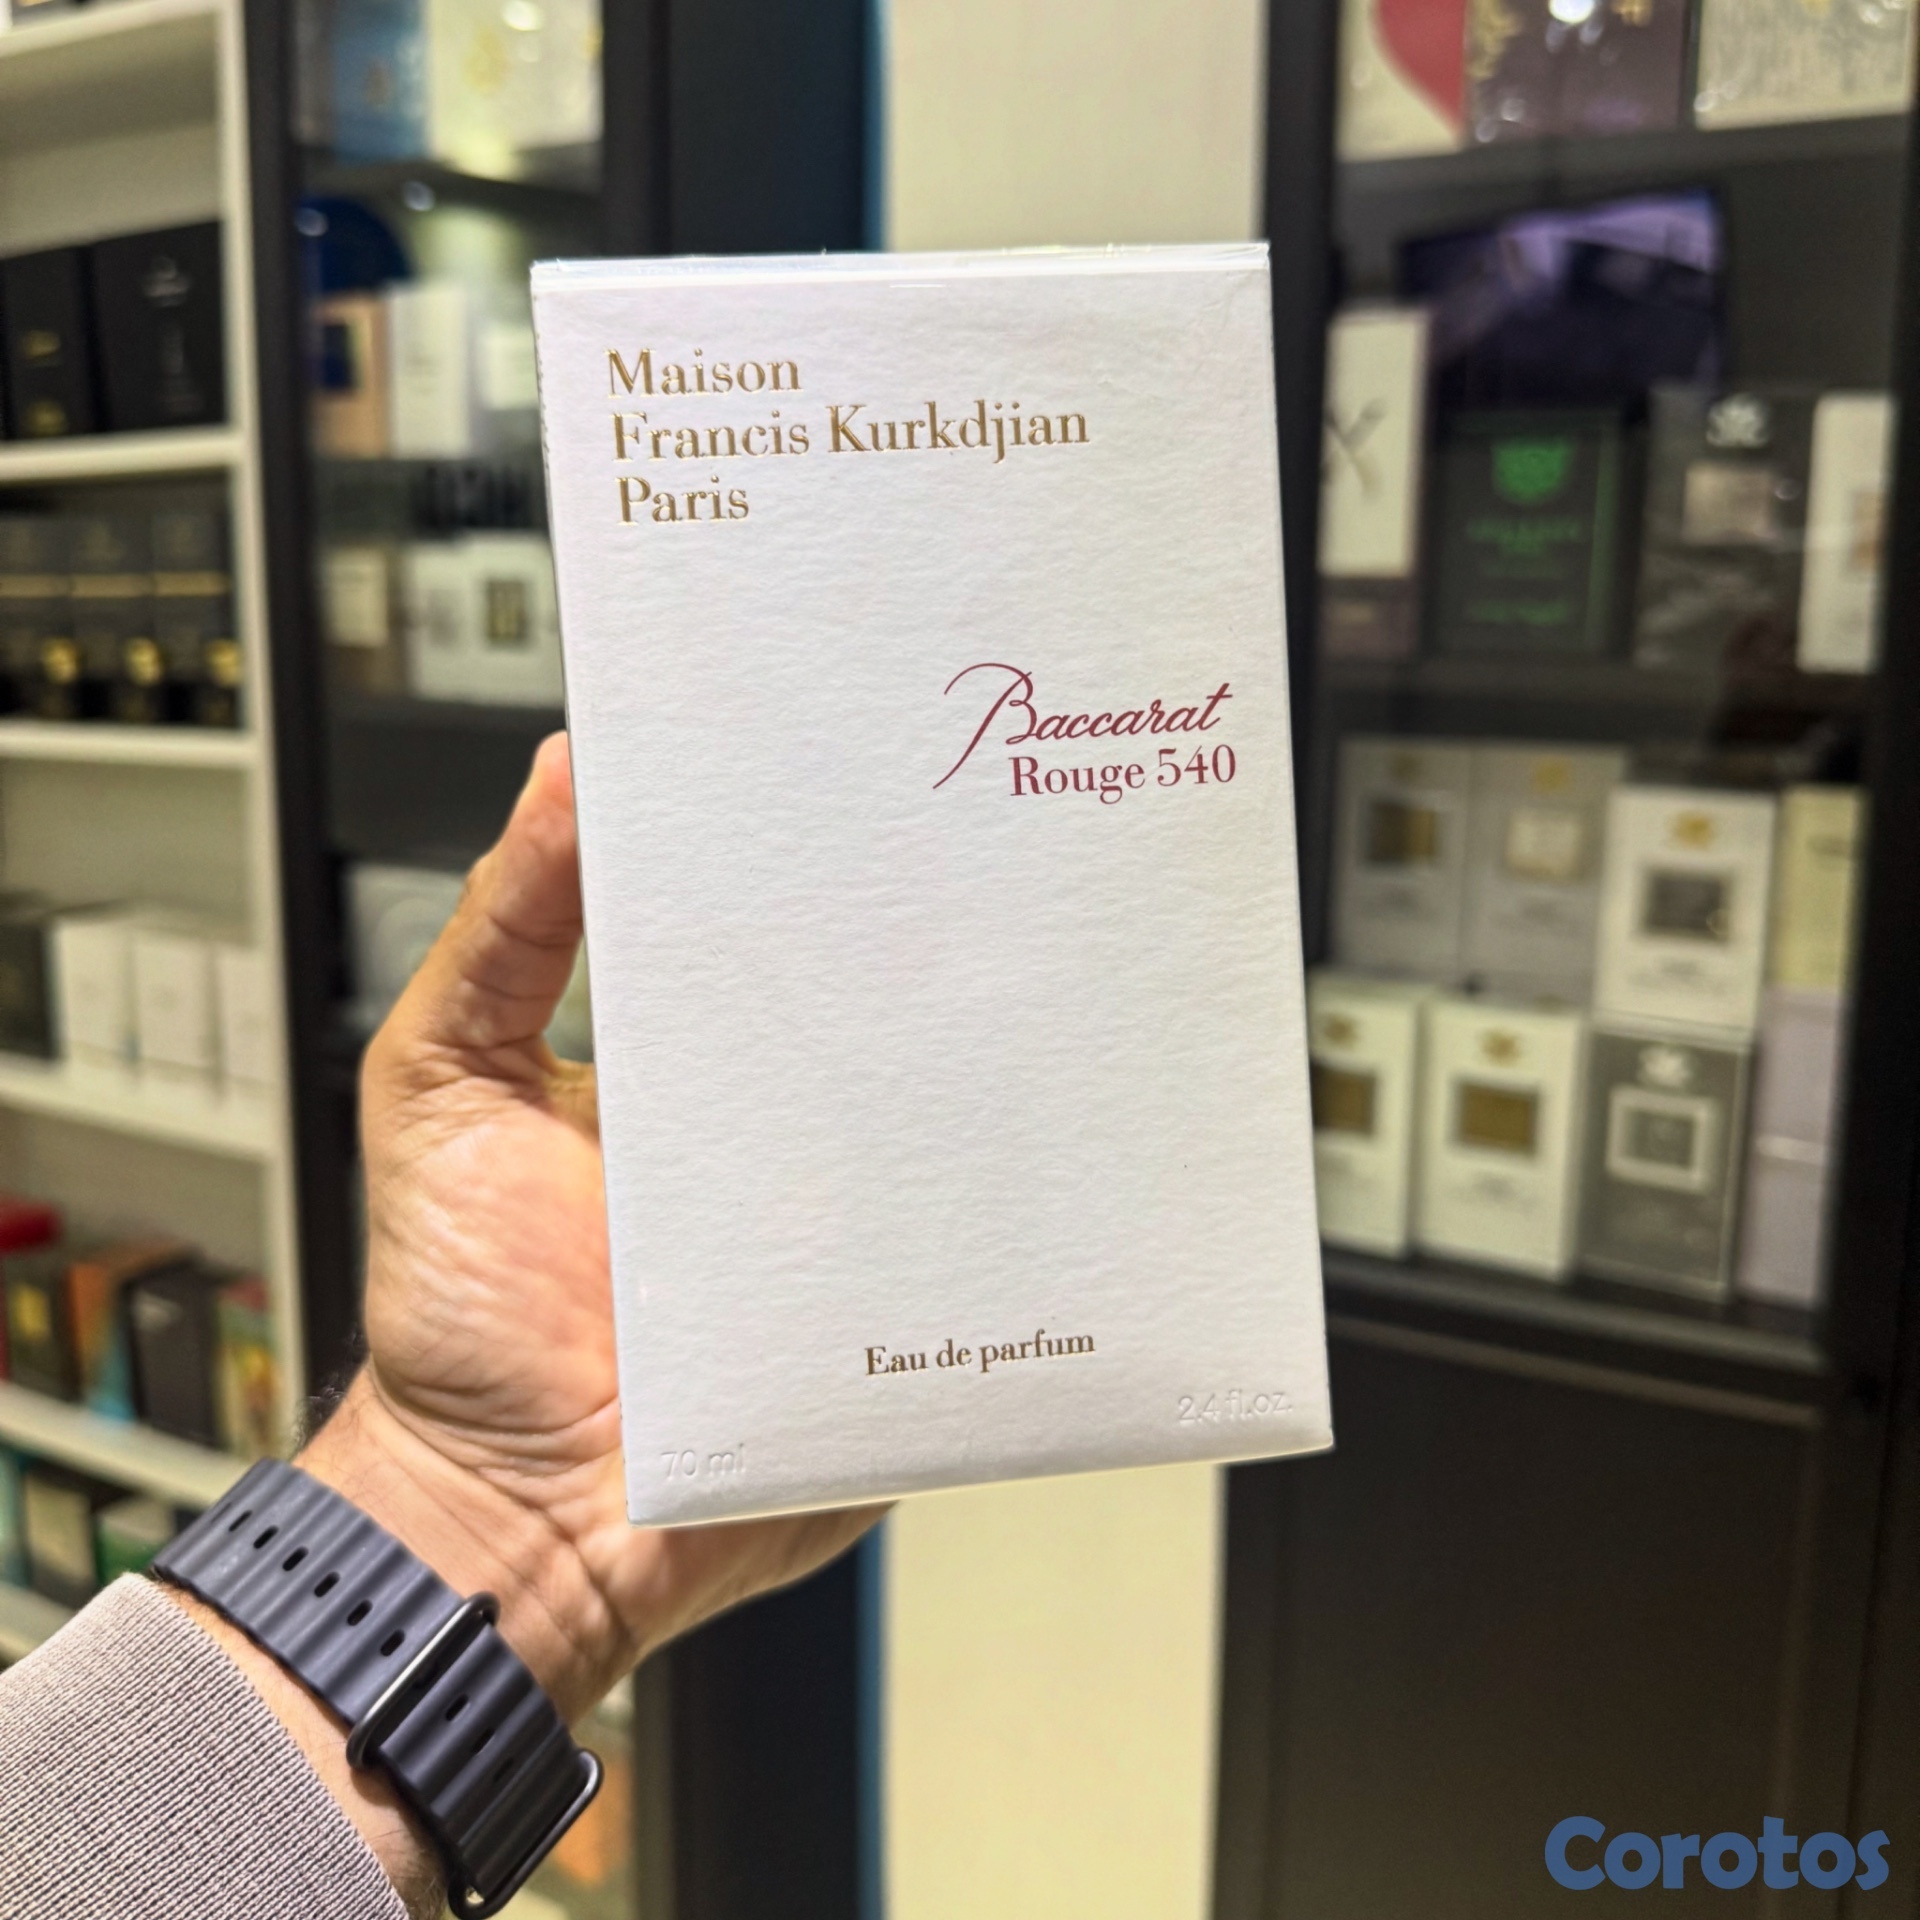 Maison
Francis Kurkdjian
Paris
Baccarat
Rouge 540
Eau de parfum
2.4 fl.oz.
70 ml
Corotos